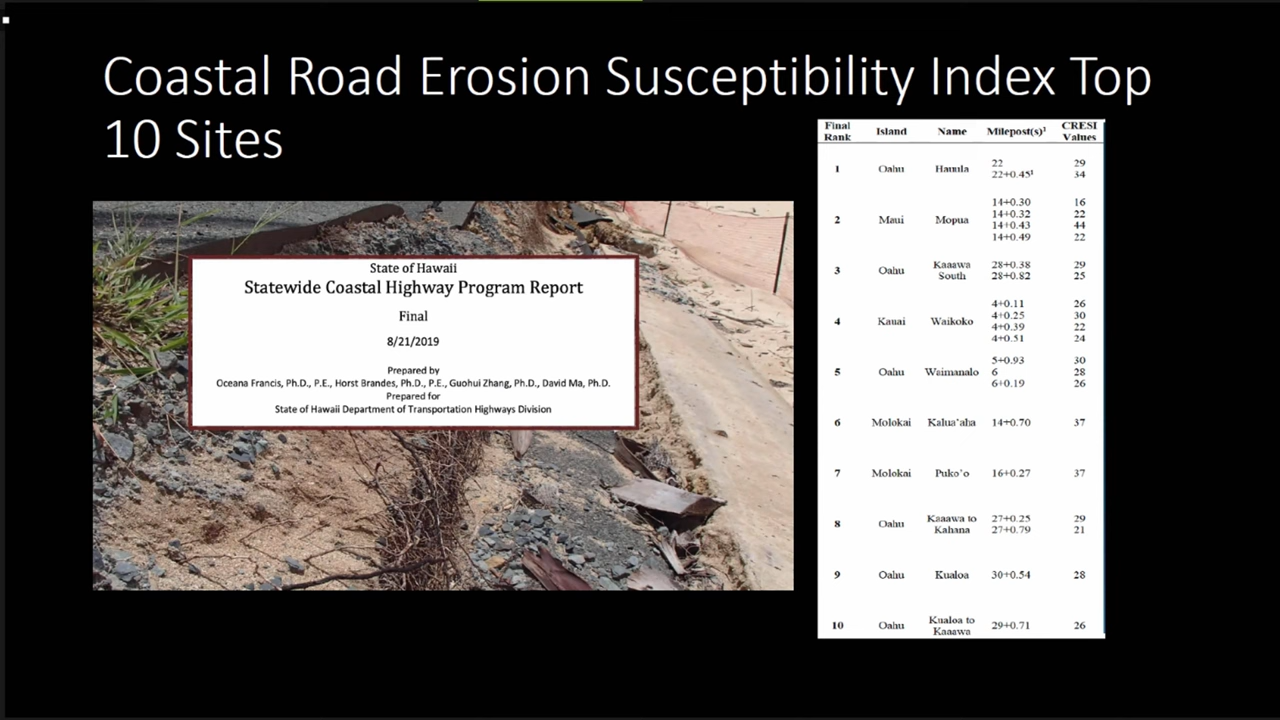 Coastal Road Erosion Susceptibility Index Top
10 Sites
State of Hawaii
Statewide Coastal Highway Program Report
Final
8/21/2019
Prepared by
Oceana Francis, Ph.D., P.E., Horst Brandes, Ph.D., P.E., Guohui Zhang, Ph.D., David Ma, Ph.D.
Prepared for
State of Hawaii Department of Transportation Highways Division
Final Rank Island Name Milepost(s)¹ CRESI Values
1 Oahu Hauula 22 29
22+0.45¹ 34
2 Maui Mopua 14+0.30 16
14+0.32 22
14+0.43 44
14+0.49 22
3 Oahu Kaaawa South 28+0.38 29
28+0.82 25
4 Kauai Waikoko 4+0.11 26
4+0.25 30
4+0.39 22
4+0.51 24
5 Oahu Waimanalo 5+0.93 30
6 28
6+0.19 26
6 Molokai Kalua'aha 14+0.70 37
7 Molokai Puko'o 16+0.27 37
8 Oahu Kaaawa to Kahana 27+0.25 29
27+0.79 21
9 Oahu Kualoa 30+0.54 28
10 Oahu Kualoa to Kaaawa 29+0.71 26